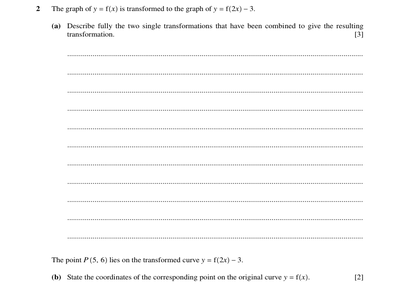 2 The graph of y = f(x) is transformed to the graph of y = f(2x) − 3.
(a) Describe fully the two single transformations that have been combined to give the resulting
transformation. [3]
The point P (5, 6) lies on the transformed curve y = f(2x) − 3.
(b) State the coordinates of the corresponding point on the original curve y = f(x). [2]